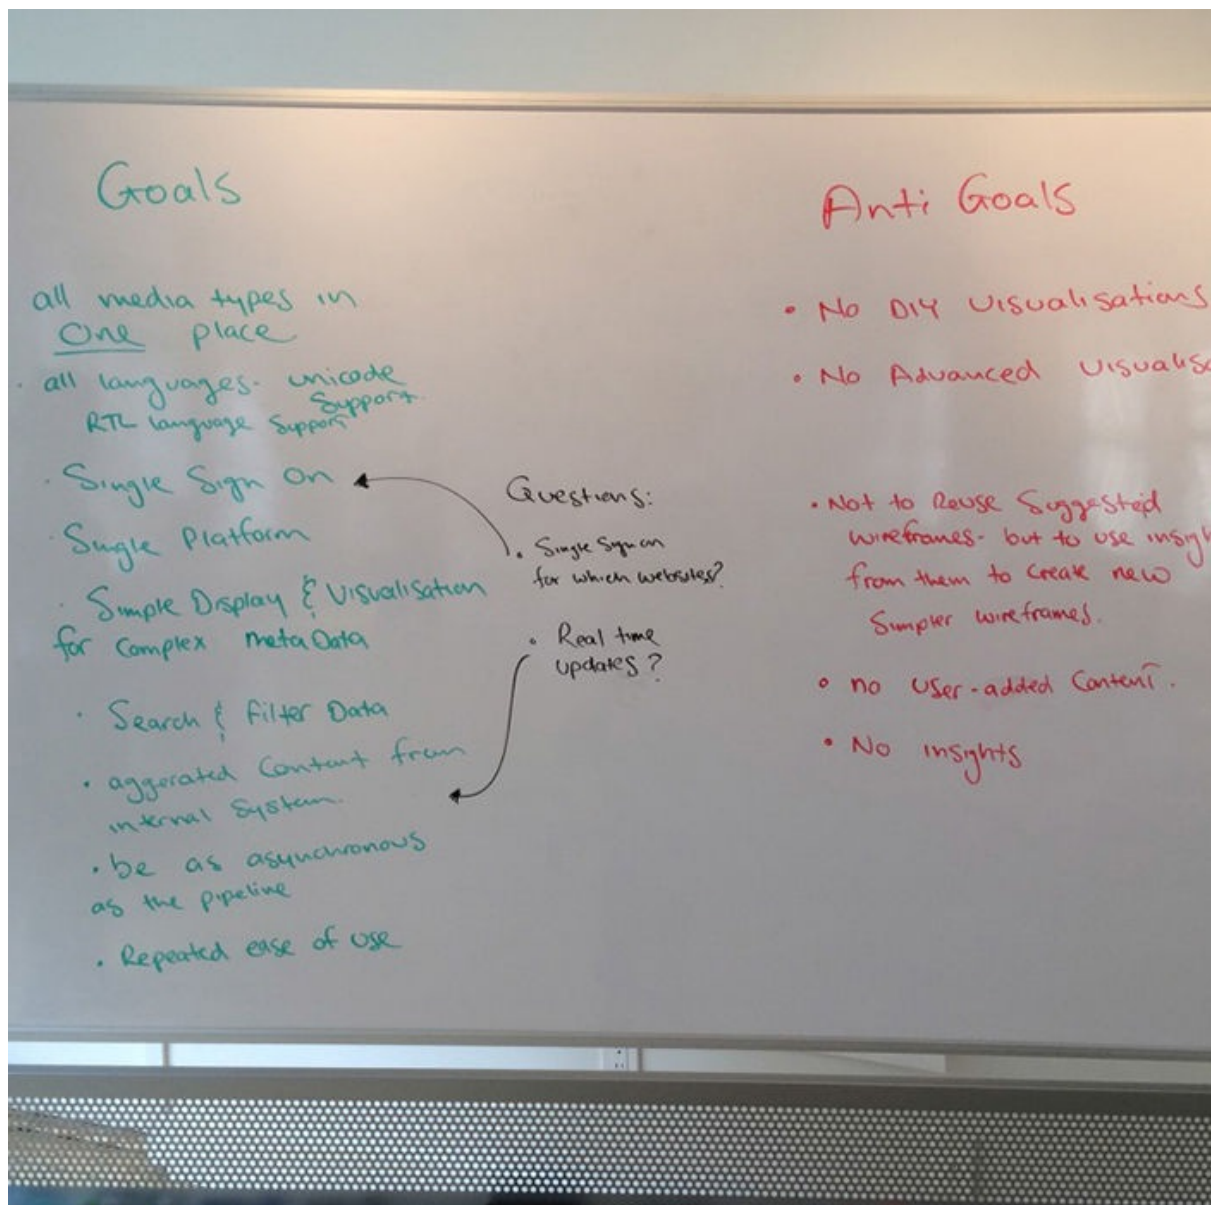 Goals
all media types in
One place
• all languages. unicode
support.
RTL language support
• Single Sign On
Single Platform
• Simple Display & Visualisation
for complex metaData
• Search & filter Data
• aggerated Content from
internal system.
• be as asynchronous
as the pipeline
• Repeated ease of use
Questions:
• Single Sign on
for which websites?
• Real time
updates?
Anti Goals
• No DIY Visualisations
• No Advanced Visualisa
• Not to Reuse Suggested
wireframes - but to use insigh
from them to create new
Simpler wireframes.
• no User-added Content.
• No insights